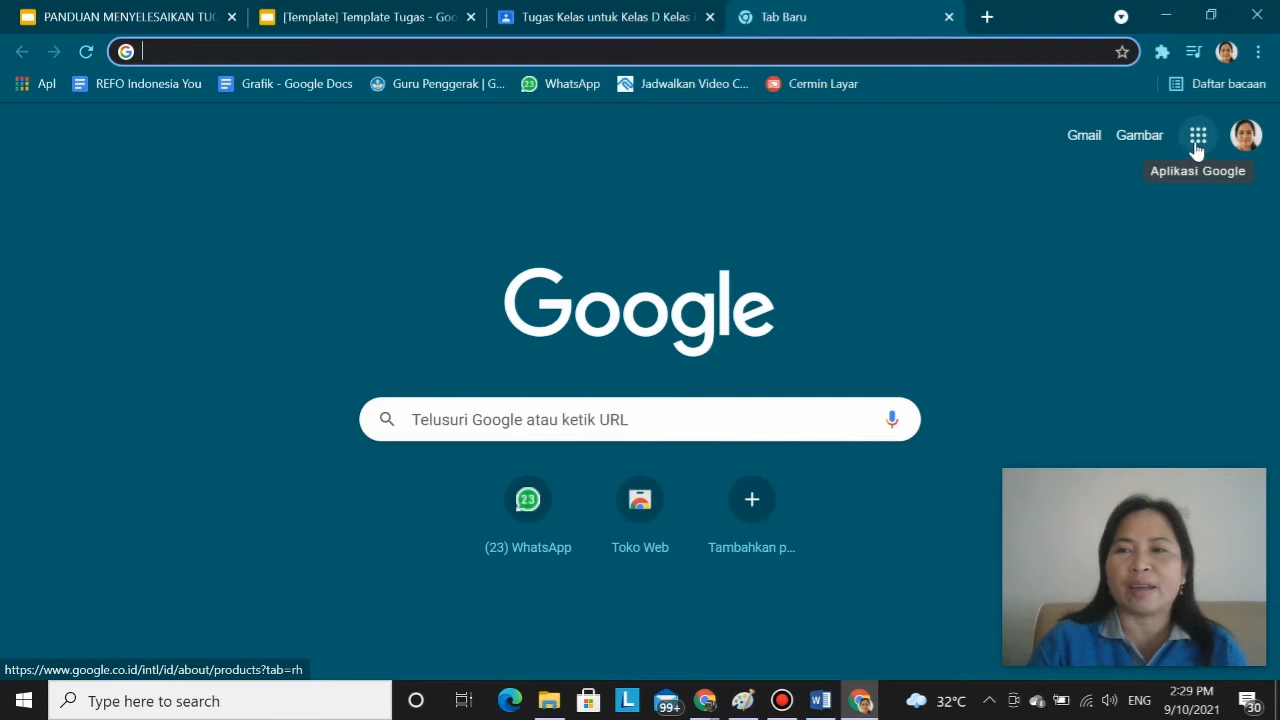 PANDUAN MENYELESAIKAN TUG
[Template] Template Tugas - Goo
Tugas Kelas untuk Kelas D Kelas i
Tab Baru
Apl
REFO Indonesia You
Grafik - Google Docs
Guru Penggerak | G...
WhatsApp
Jadwalkan Video C...
Cermin Layar
Daftar bacaan
Gmail
Gambar
Aplikasi Google
Google
Telusuri Google atau ketik URL
23
(23) WhatsApp
Toko Web
Tambahkan p...
https://www.google.co.id/intl/id/about/products?tab=rh
Type here to search
99+
32°C
ENG
2:29 PM
9/10/2021
30